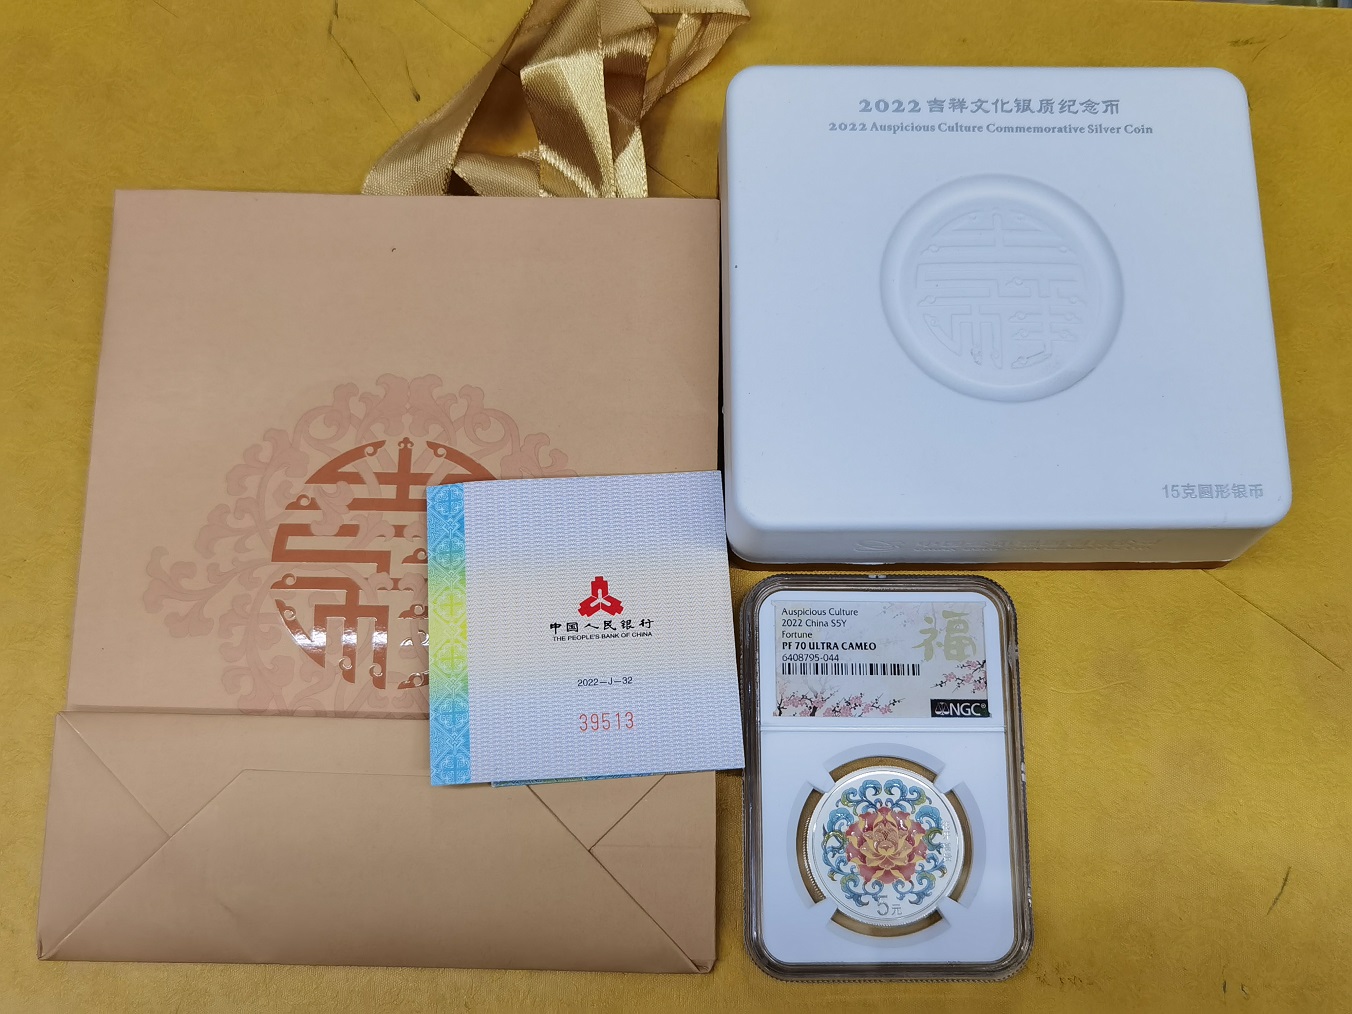 2022吉祥文化银质纪念币
2022 Auspicious Culture Commemorative Silver Coin
15克圆形银币
中国人民银行
THE PEOPLE'S BANK OF CHINA
2022—J—32
39513
Auspicious Culture
2022 China S5Y
Fortune
PF 70 ULTRA CAMEO
6408795-044
福
NGC
5元